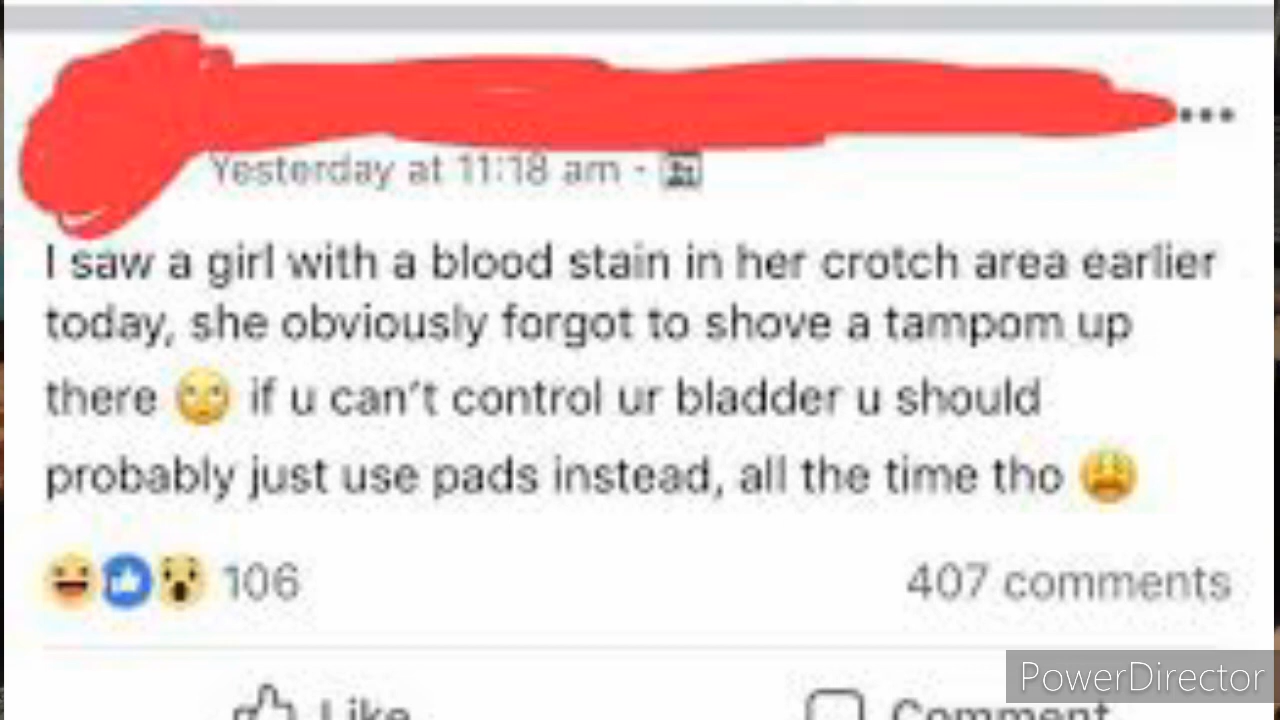 Yesterday at 11:18 am ·
I saw a girl with a blood stain in her crotch area earlier
today, she obviously forgot to shove a tampom up
there 🙄 if u can't control ur bladder u should
probably just use pads instead, all the time tho 😩
106 407 comments
Like Comment
PowerDirector